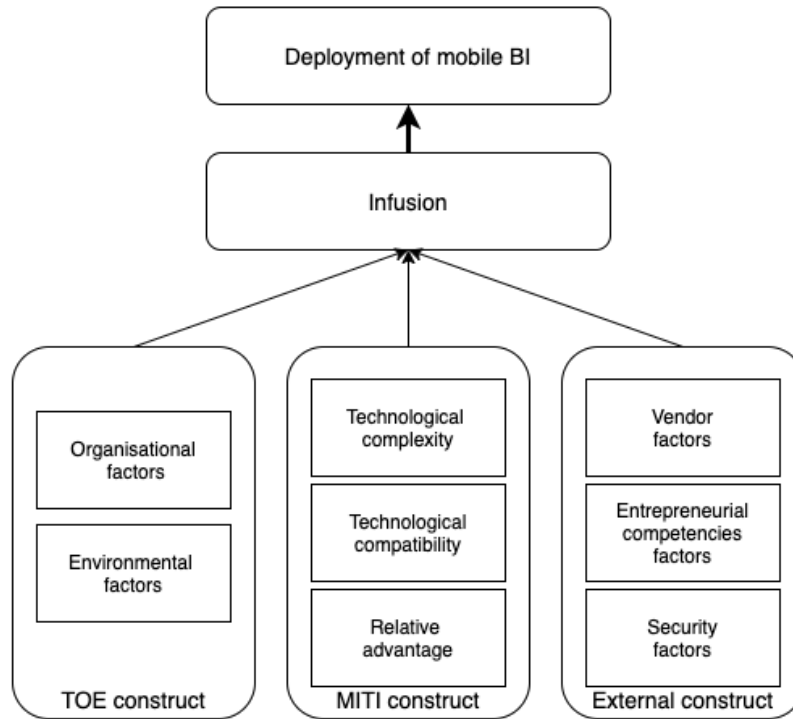 Deployment of mobile BI
Infusion
Organisational
factors
Environmental
factors
TOE construct
Technological
complexity
Technological
compatibility
Relative
advantage
MITI construct
Vendor
factors
Entrepreneurial
competencies
factors
Security
factors
External construct